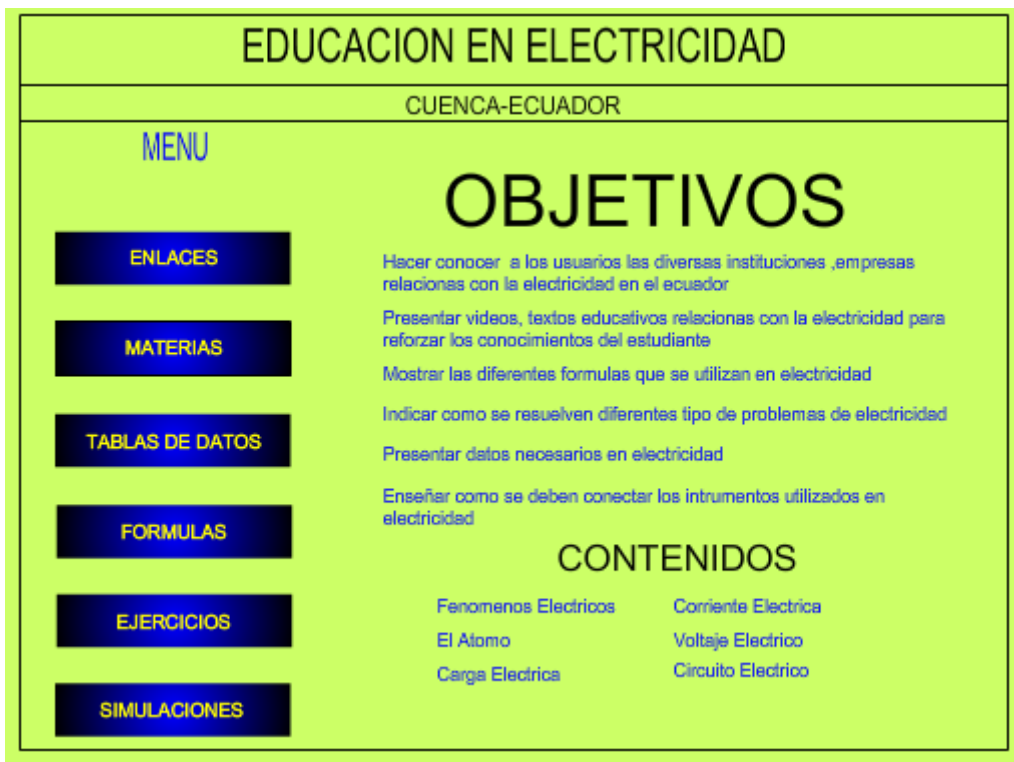 EDUCACION EN ELECTRICIDAD
CUENCA-ECUADOR
MENU
ENLACES
MATERIAS
TABLAS DE DATOS
FORMULAS
EJERCICIOS
SIMULACIONES
OBJETIVOS
Hacer conocer a los usuarios las diversas instituciones ,empresas
relacionas con la electricidad en el ecuador
Presentar videos, textos educativos relacionas con la electricidad para
reforzar los conocimientos del estudiante
Mostrar las diferentes formulas que se utilizan en electricidad
Indicar como se resuelven diferentes tipo de problemas de electricidad
Presentar datos necesarios en electricidad
Enseñar como se deben conectar los intrumentos utilizados en
electricidad
CONTENIDOS
Fenomenos Electricos
El Atomo
Carga Electrica
Corriente Electrica
Voltaje Electrico
Circuito Electrico